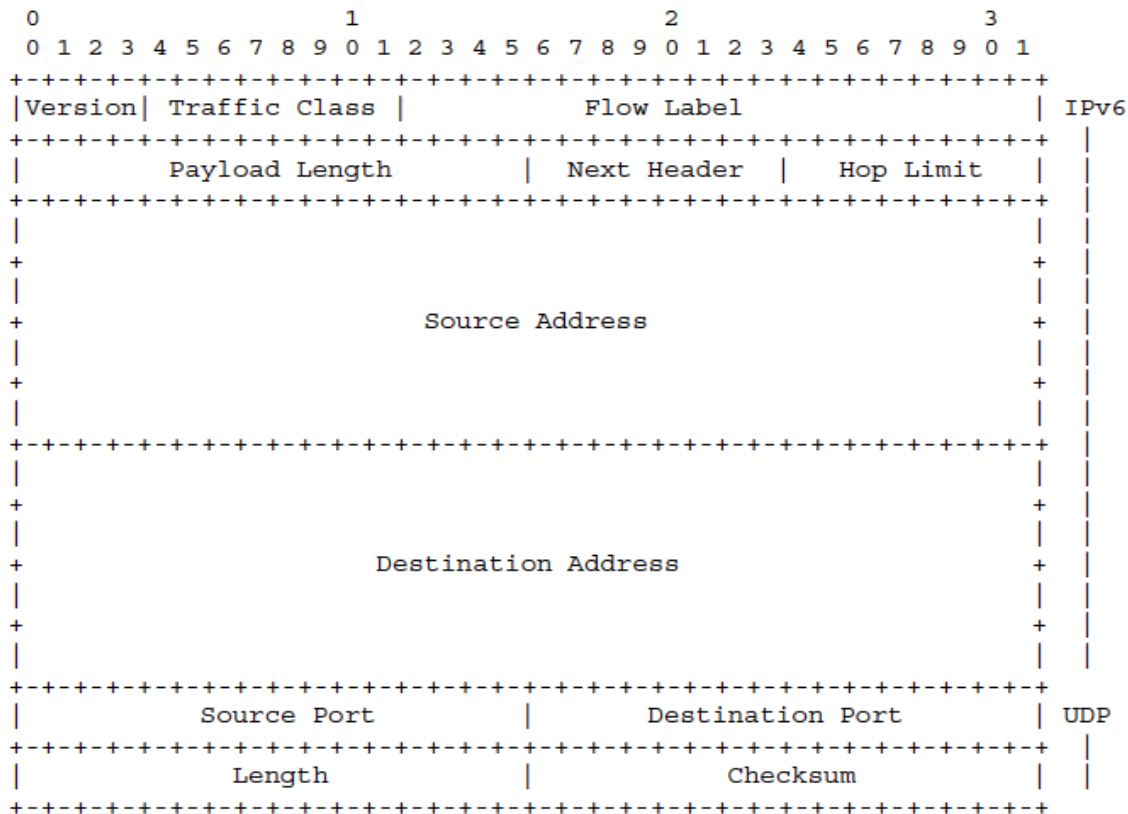 0                   1                   2                   3
0 1 2 3 4 5 6 7 8 9 0 1 2 3 4 5 6 7 8 9 0 1 2 3 4 5 6 7 8 9 0 1
+-+-+-+-+-+-+-+-+-+-+-+-+-+-+-+-+-+-+-+-+-+-+-+-+-+-+-+-+-+-+-+-+
|Version| Traffic Class |           Flow Label                  | IPv6
+-+-+-+-+-+-+-+-+-+-+-+-+-+-+-+-+-+-+-+-+-+-+-+-+-+-+-+-+-+-+-+-+  |
|         Payload Length        |  Next Header  |   Hop Limit   |  |
+-+-+-+-+-+-+-+-+-+-+-+-+-+-+-+-+-+-+-+-+-+-+-+-+-+-+-+-+-+-+-+-+  |
|                                                               |  |
+                                                               +  |
|                                                               |  |
+                         Source Address                        +  |
|                                                               |  |
+                                                               +  |
|                                                               |  |
+-+-+-+-+-+-+-+-+-+-+-+-+-+-+-+-+-+-+-+-+-+-+-+-+-+-+-+-+-+-+-+-+  |
|                                                               |  |
+                                                               +  |
|                                                               |  |
+                      Destination Address                      +  |
|                                                               |  |
+                                                               +  |
|                                                               |  |
+-+-+-+-+-+-+-+-+-+-+-+-+-+-+-+-+-+-+-+-+-+-+-+-+-+-+-+-+-+-+-+-+
|           Source Port         |       Destination Port        | UDP
+-+-+-+-+-+-+-+-+-+-+-+-+-+-+-+-+-+-+-+-+-+-+-+-+-+-+-+-+-+-+-+-+  |
|             Length            |            Checksum           |  |
+-+-+-+-+-+-+-+-+-+-+-+-+-+-+-+-+-+-+-+-+-+-+-+-+-+-+-+-+-+-+-+-+